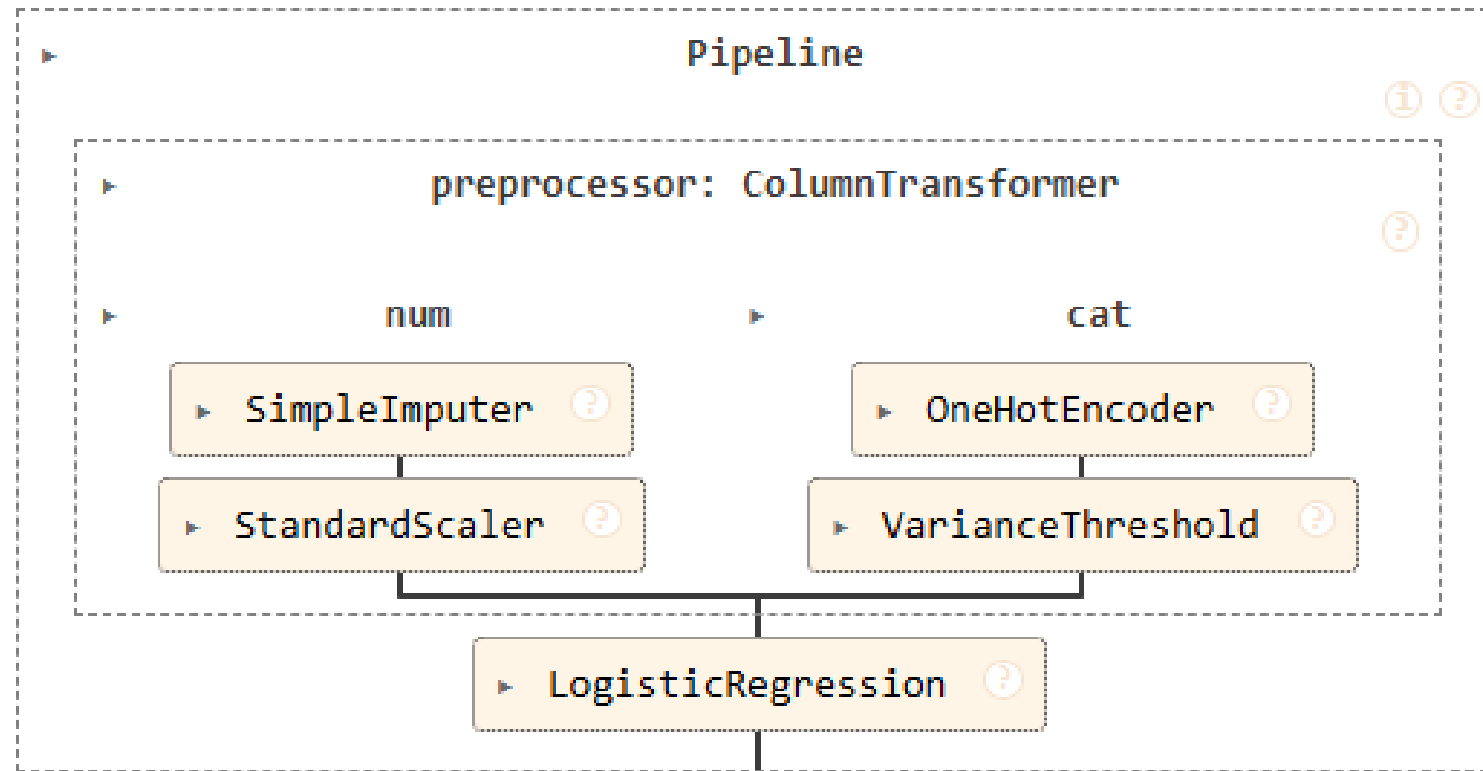 ▸ Pipeline
i ?
▸ preprocessor: ColumnTransformer
?
▸ num ▸ cat
▸ SimpleImputer ? ▸ OneHotEncoder ?
▸ StandardScaler ? ▸ VarianceThreshold ?
▸ LogisticRegression ?